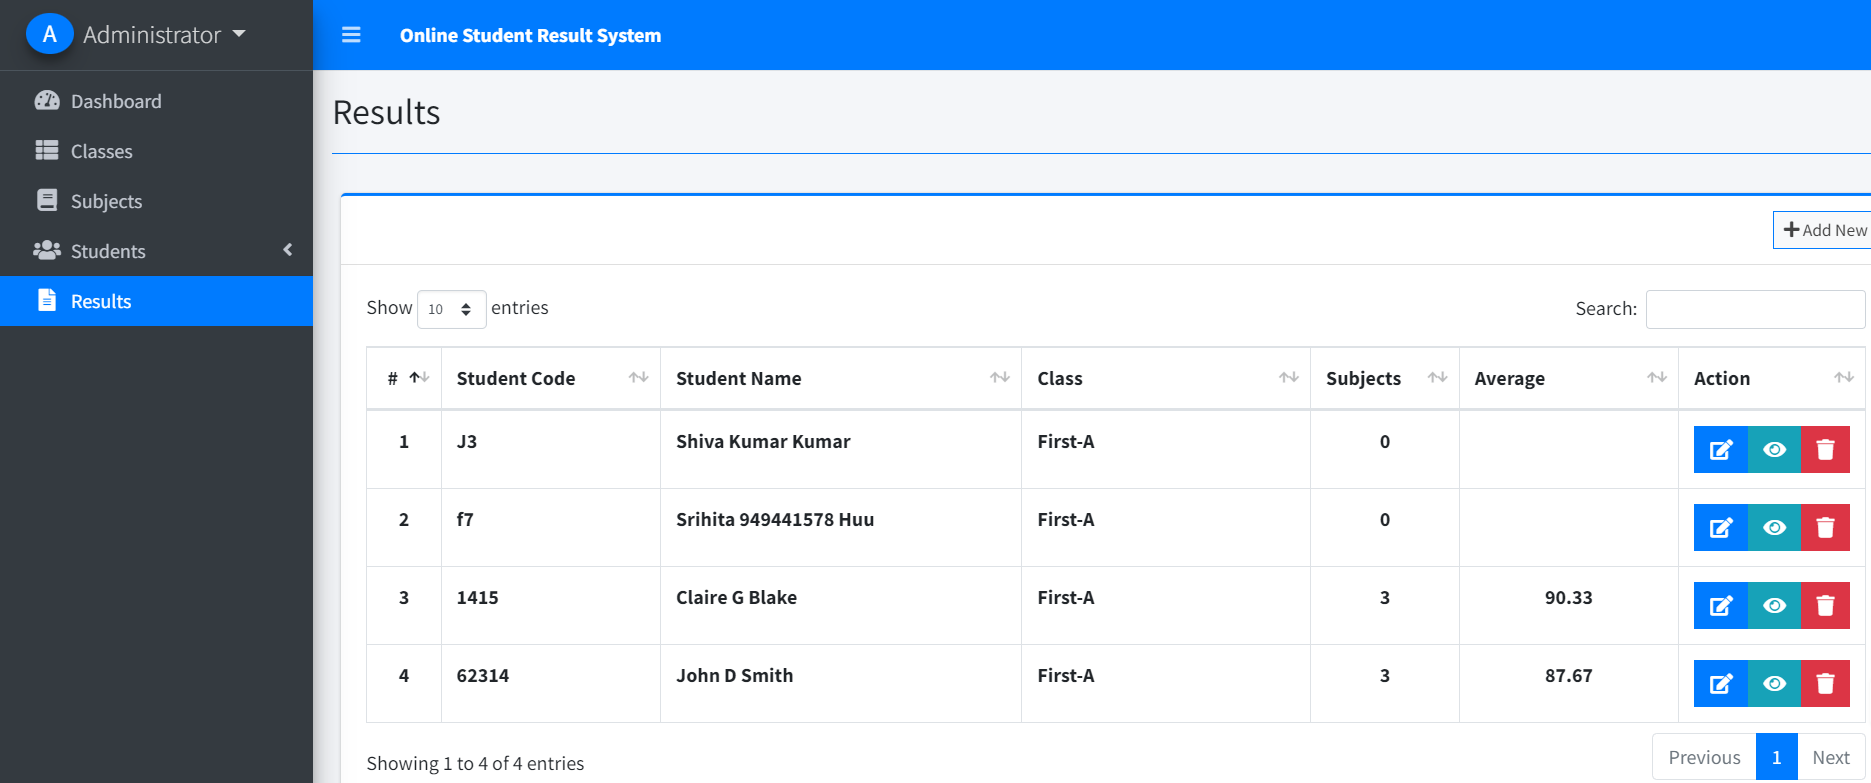 A Administrator
Online Student Result System
Dashboard
Classes
Subjects
Students
Results
Results
Add New
Show 10 entries
Search:
# Student Code Student Name Class Subjects Average Action
1 J3 Shiva Kumar Kumar First-A 0
2 f7 Srihita 949441578 Huu First-A 0
3 1415 Claire G Blake First-A 3 90.33
4 62314 John D Smith First-A 3 87.67
Showing 1 to 4 of 4 entries
Previous 1 Next